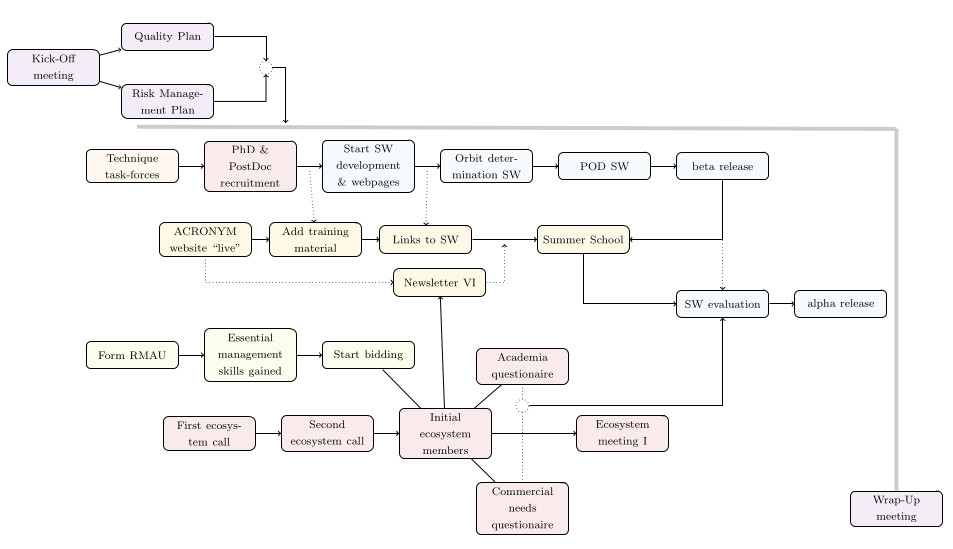 Quality Plan
Kick-Off
meeting
Risk Manage-
ment Plan
Technique
task-forces
PhD &
PostDoc
recruitment
Start SW
development
& webpages
Orbit deter-
mination SW
POD SW
beta release
ACRONYM
website “live”
Add training
material
Links to SW
Summer School
Newsletter VI
SW evaluation
alpha release
Form RMAU
Essential
management
skills gained
Start bidding
Academia
questionaire
First ecosys-
tem call
Second
ecosystem call
Initial
ecosystem
members
Ecosystem
meeting I
Commercial
needs
questionaire
Wrap-Up
meeting